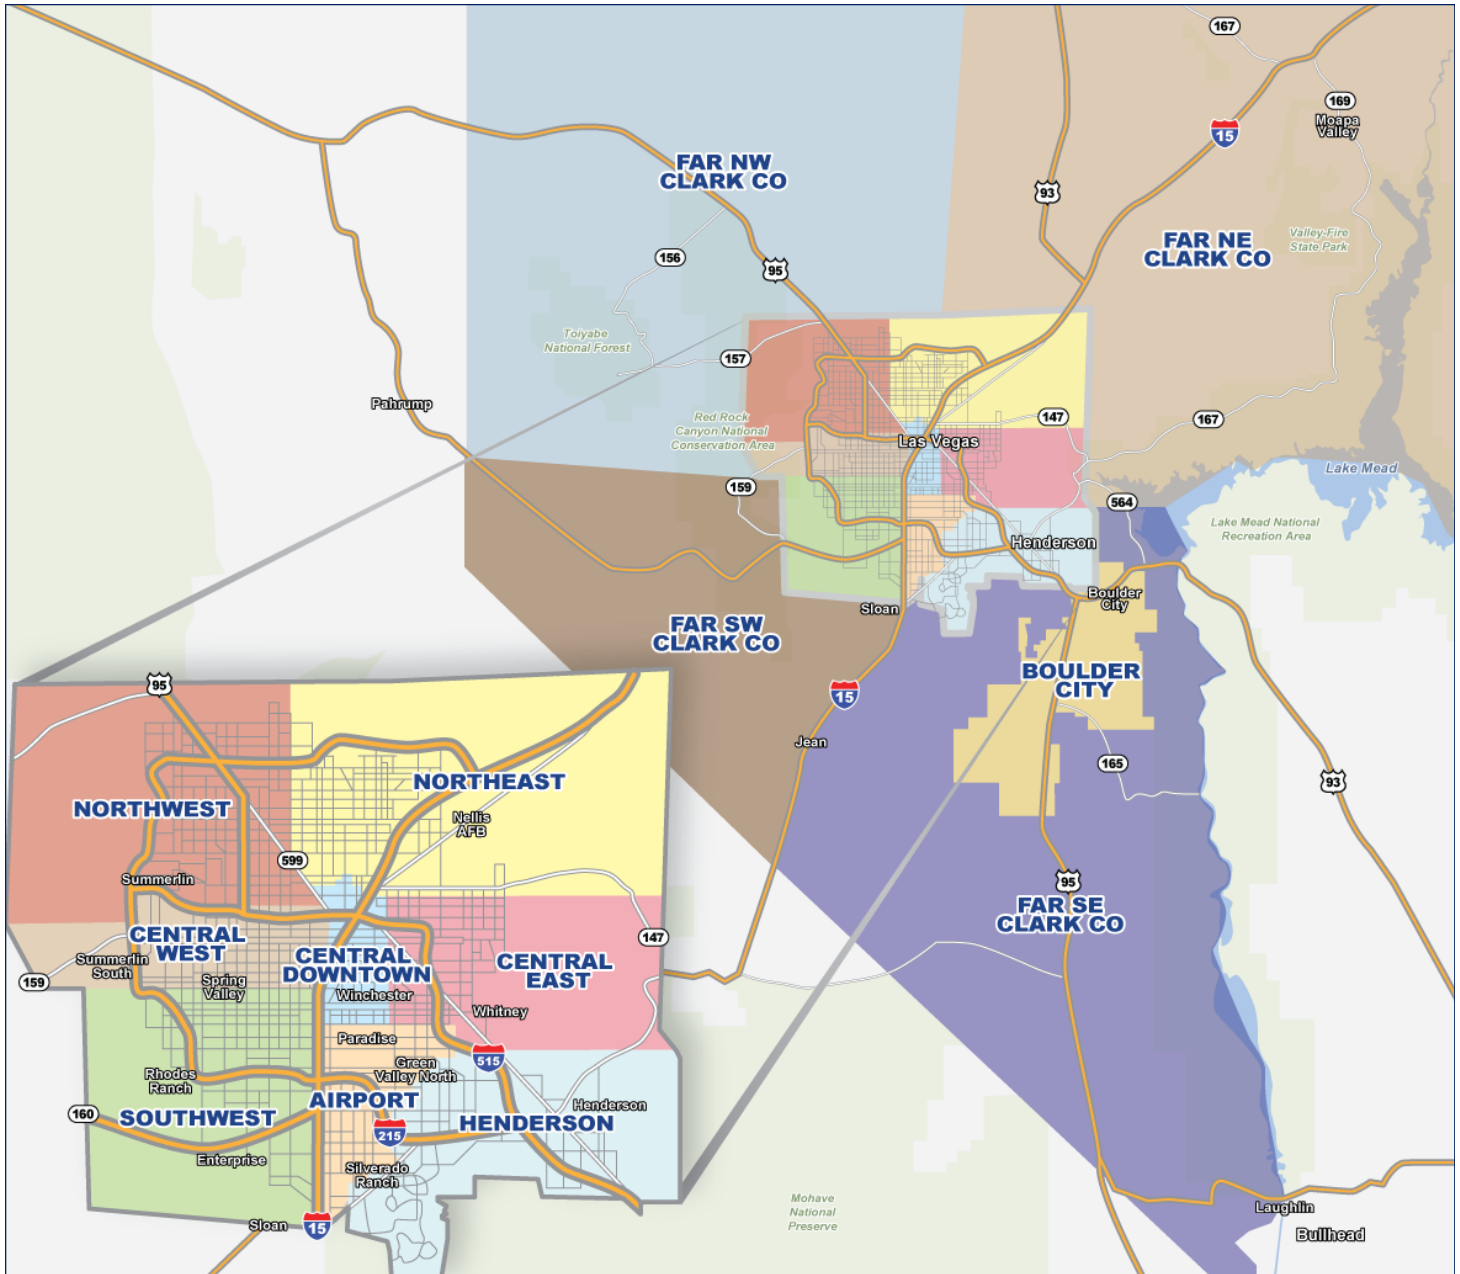 167
169
Moapa
Valley
15
FAR NW
CLARK CO
93
FAR NE
CLARK CO
Valley-Fire
State Park
156
95
Toiyabe
National Forest
157
Pahrump
Red Rock
Canyon National
Conservation Area
147
167
Las Vegas
Lake Mead
159
564
Lake Mead National
Recreation Area
Henderson
Boulder
City
Sloan
FAR SW
CLARK CO
BOULDER
CITY
15
Jean
165
93
95
FAR SE
CLARK CO
95
NORTHWEST
NORTHEAST
Nellis
AFB
599
Summerlin
CENTRAL
WEST
147
Summerlin
South
159
Spring
Valley
CENTRAL
DOWNTOWN
Winchester
CENTRAL
EAST
Whitney
Paradise
515
Green
Valley North
Rhodes
Ranch
160
SOUTHWEST
AIRPORT
215
Henderson
HENDERSON
Enterprise
Silverado
Ranch
Sloan
15
Mohave
National
Preserve
Laughlin
Bullhead